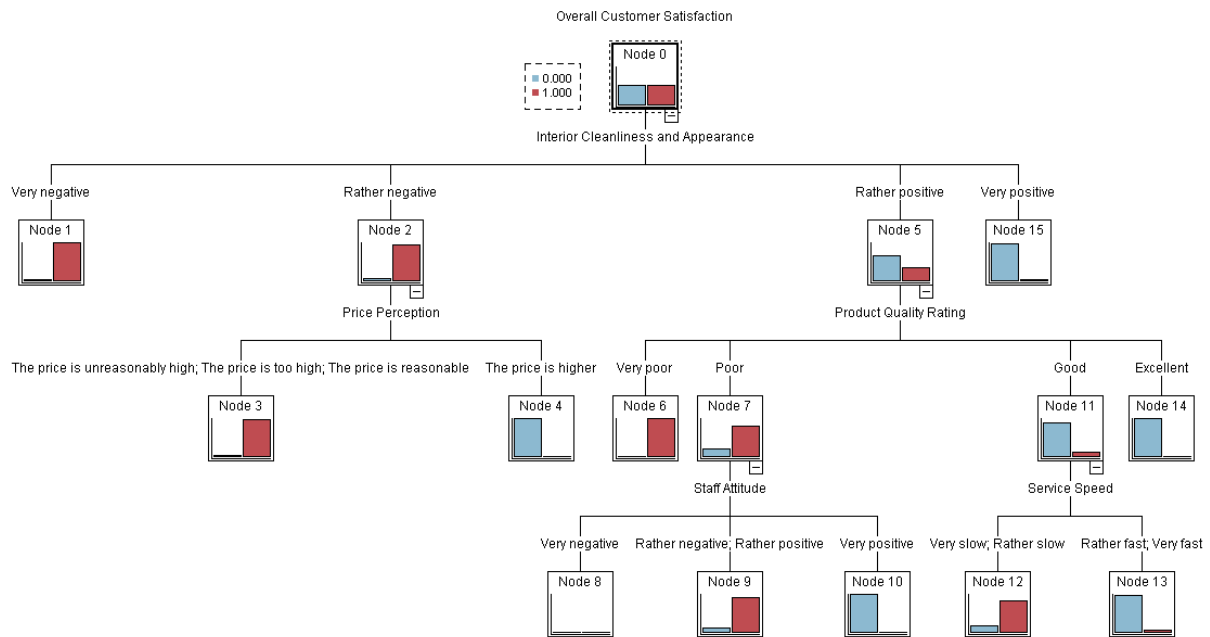 Overall Customer Satisfaction
Node 0
0.000
1.000
Interior Cleanliness and Appearance
Very negative
Rather negative
Rather positive
Very positive
Node 1
Node 2
Node 5
Node 15
Price Perception
Product Quality Rating
The price is unreasonably high; The price is too high; The price is reasonable
The price is higher
Very poor
Poor
Good
Excellent
Node 3
Node 4
Node 6
Node 7
Node 11
Node 14
Staff Attitude
Service Speed
Very negative
Rather negative; Rather positive
Very positive
Very slow; Rather slow
Rather fast; Very fast
Node 8
Node 9
Node 10
Node 12
Node 13